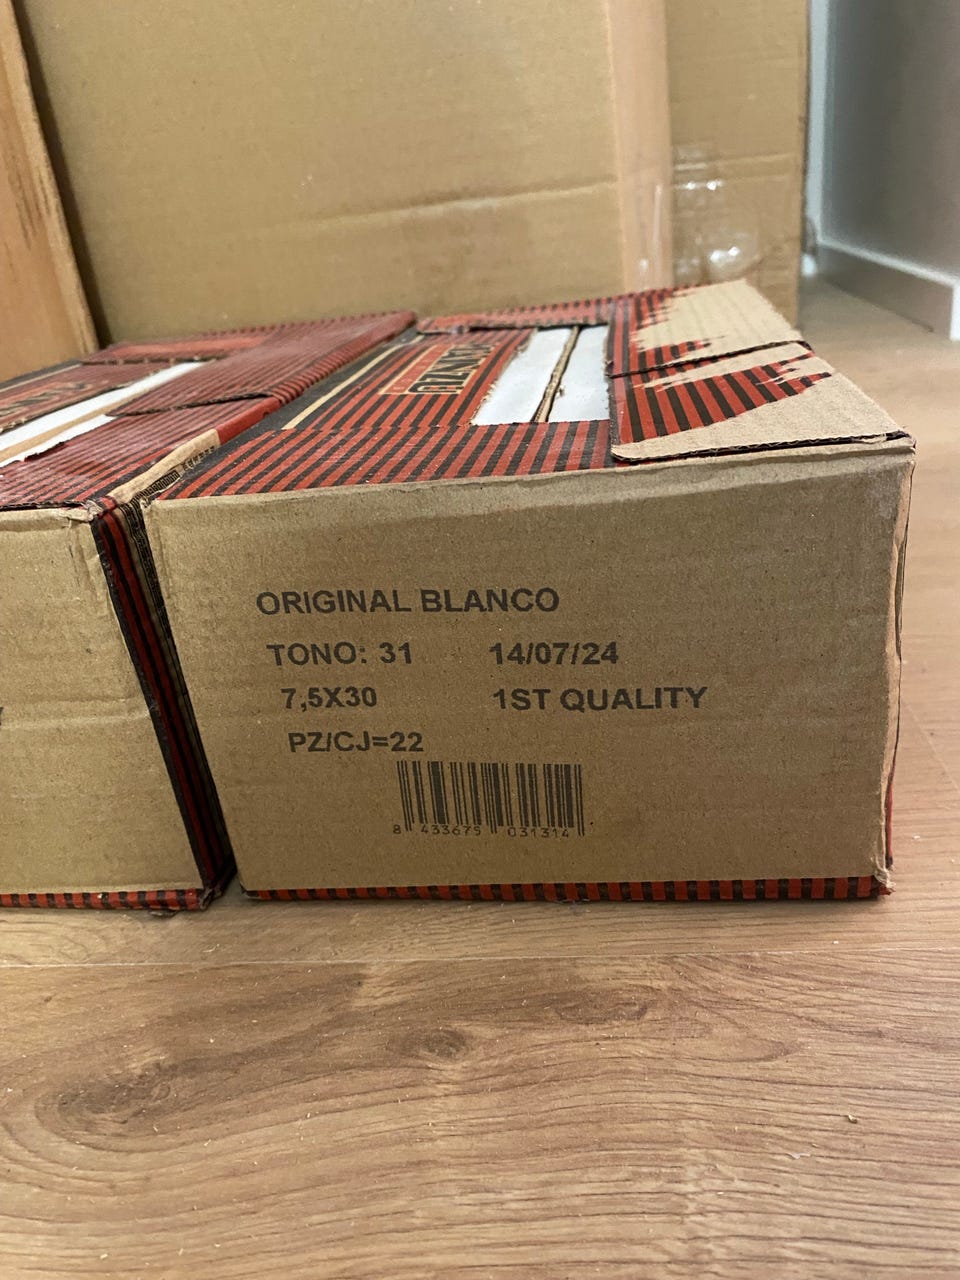 ORIGINAL BLANCO
TONO: 31 14/07/24
7,5X30 1ST QUALITY
PZ/CJ=22
8 433675 031314